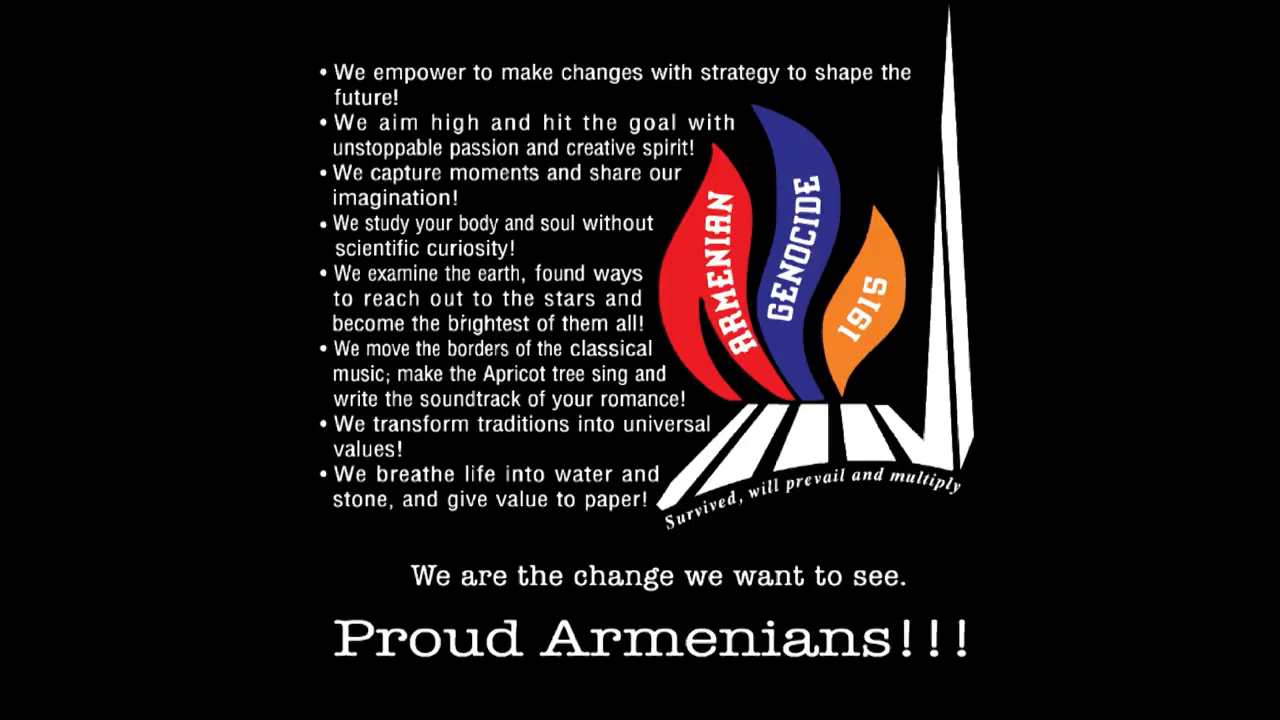 • We empower to make changes with strategy to shape the
future!
• We aim high and hit the goal with
unstoppable passion and creative spirit!
• We capture moments and share our
imagination!
• We study your body and soul without
scientific curiosity!
• We examine the earth, found ways
to reach out to the stars and
become the brightest of them all!
• We move the borders of the classical
music; make the Apricot tree sing and
write the soundtrack of your romance!
• We transform traditions into universal
values!
• We breathe life into water and
stone, and give value to paper!
ARMENIAN
GENOCIDE
1915
Survived, will prevail and multiply
We are the change we want to see.
Proud Armenians!!!